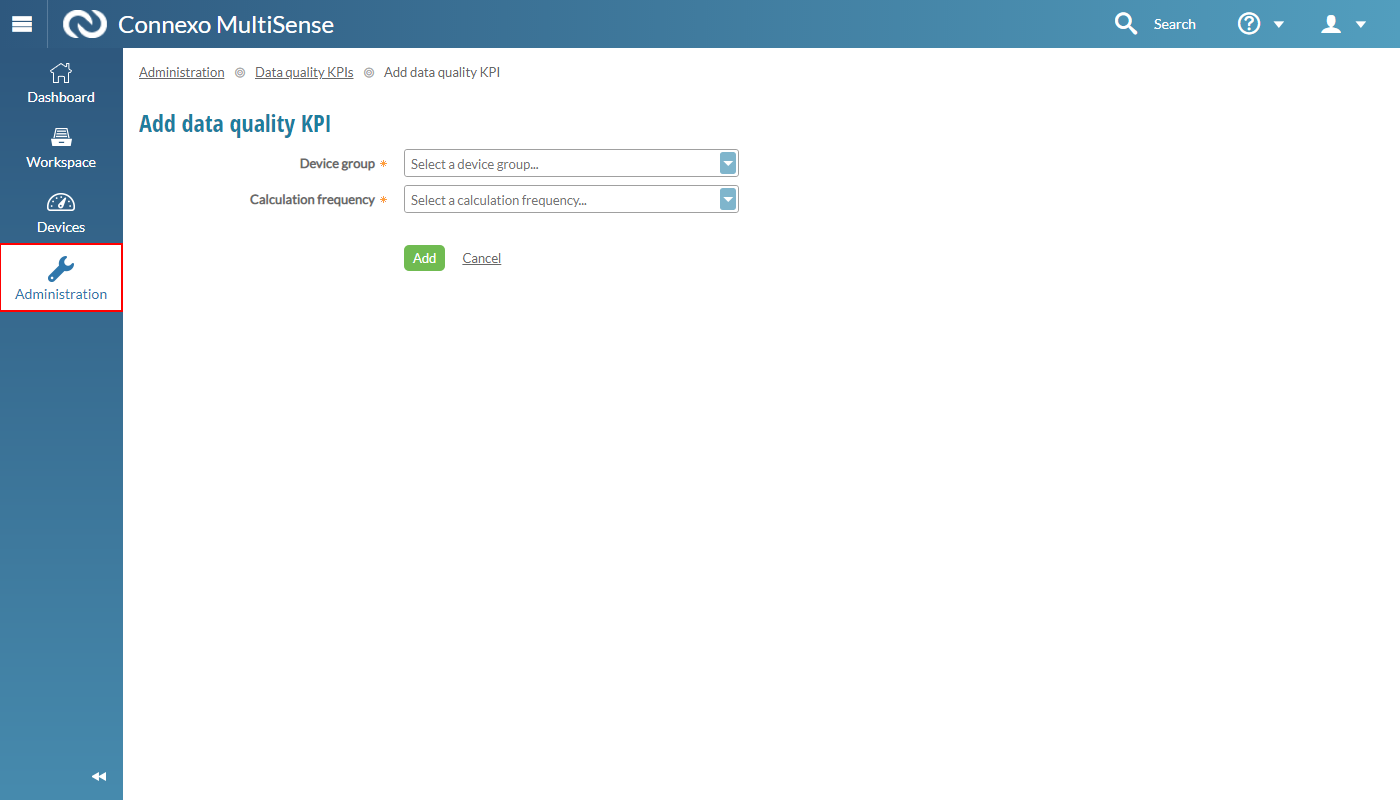 Connexo MultiSense
Search
Dashboard
Workspace
Devices
Administration
Administration Data quality KPIs Add data quality KPI
Add data quality KPI
Device group * Select a device group...
Calculation frequency * Select a calculation frequency...
Add Cancel